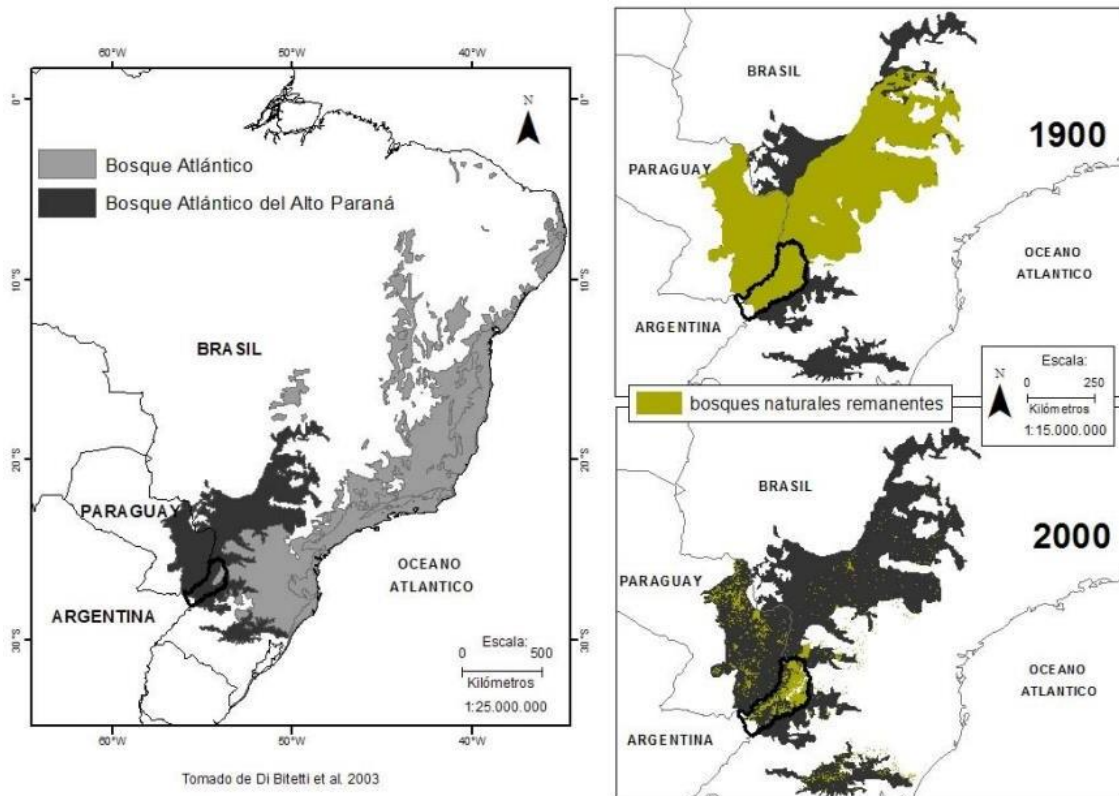 60°W
50°W
40°W
0°
N
Bosque Atlántico
Bosque Atlántico del Alto Paraná
10°S
BRASIL
20°S
PARAGUAY
OCEANO
ATLANTICO
ARGENTINA
30°S
Escala:
0 500
Kilómetros
1:25.000.000
0°
10°S
20°S
30°S
60°W
50°W
40°W
Tomado de Di Bitetti et al. 2003
BRASIL
1900
PARAGUAY
OCEANO
ATLANTICO
ARGENTINA
bosques naturales remanentes
N
Escala:
0 250
Kilómetros
1:15.000.000
BRASIL
2000
PARAGUAY
OCEANO
ATLANTICO
ARGENTINA